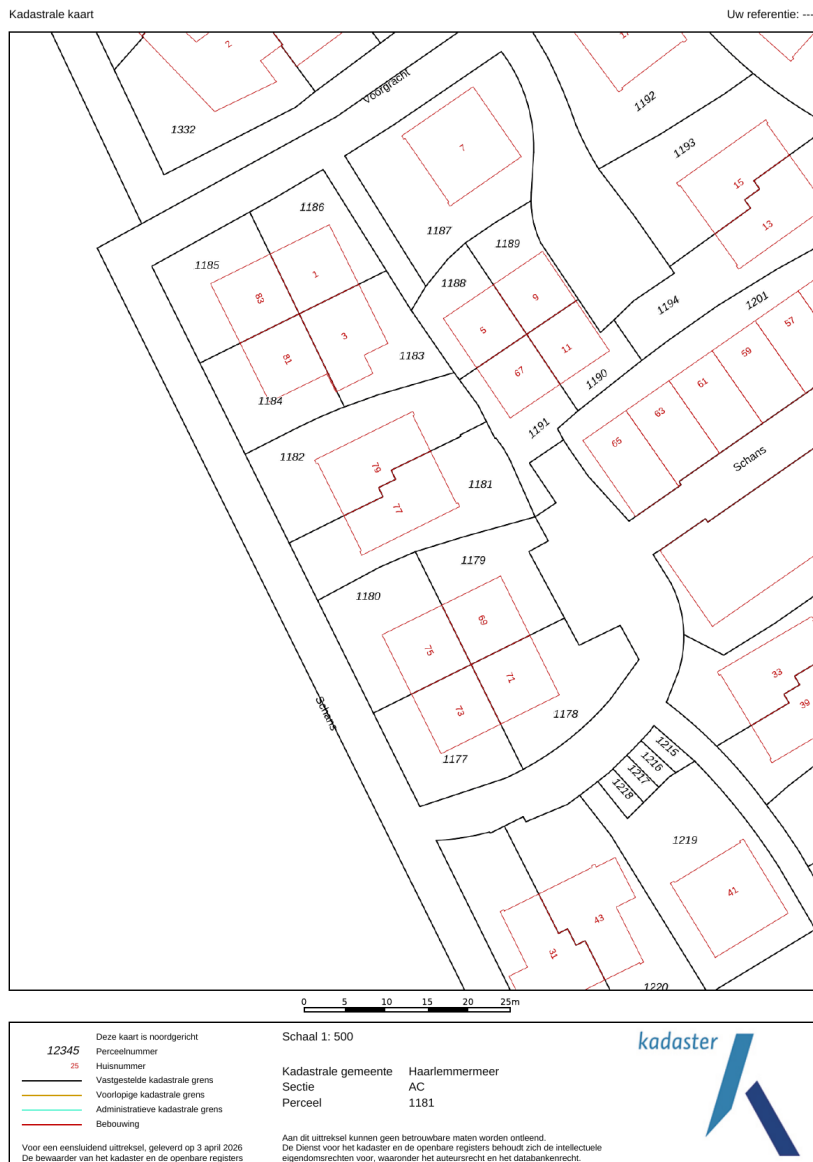 Kadastrale kaart
Uw referentie: ---
2
1332
Voorgracht
1192
1193
7
15
13
1186
1187
1189
1185
1188
1194
1201
83
1
9
57
5
3
11
59
81
1183
67
61
1190
1184
63
1191
65
1182
79
Schans
1181
77
1179
1180
69
75
71
33
73
39
Schans
1178
1177
1215
1216
1217
1218
1219
41
43
31
1220
0 5 10 15 20 25m
Deze kaart is noordgericht
12345 Perceelnummer
25 Huisnummer
Vastgestelde kadastrale grens
Voorlopige kadastrale grens
Administratieve kadastrale grens
Bebouwing
Voor een eensluidend uittreksel, geleverd op 3 april 2026
De bewaarder van het kadaster en de openbare registers
Schaal 1: 500
Kadastrale gemeente Haarlemmermeer
Sectie AC
Perceel 1181
Aan dit uittreksel kunnen geen betrouwbare maten worden ontleend.
De Dienst voor het kadaster en de openbare registers behoudt zich de intellectuele
eigendomsrechten voor, waaronder het auteursrecht en het databankenrecht.
kadaster